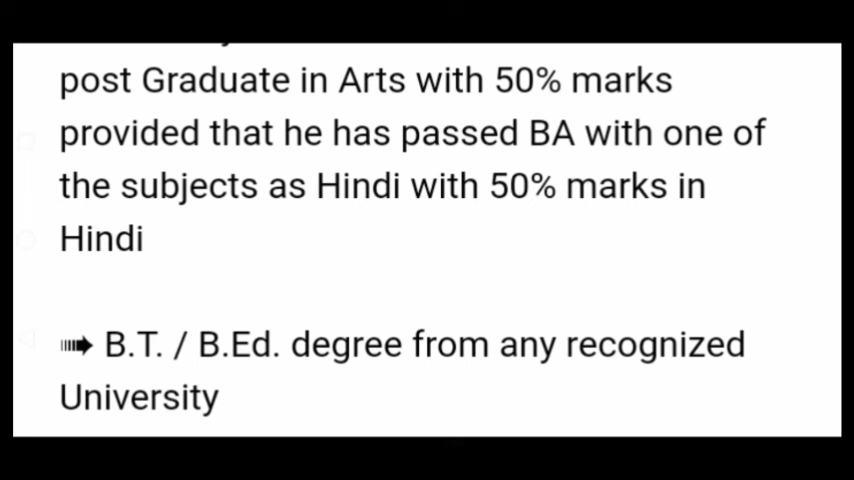 post Graduate in Arts with 50% marks
provided that he has passed BA with one of
the subjects as Hindi with 50% marks in
Hindi
➠ B.T. / B.Ed. degree from any recognized
University